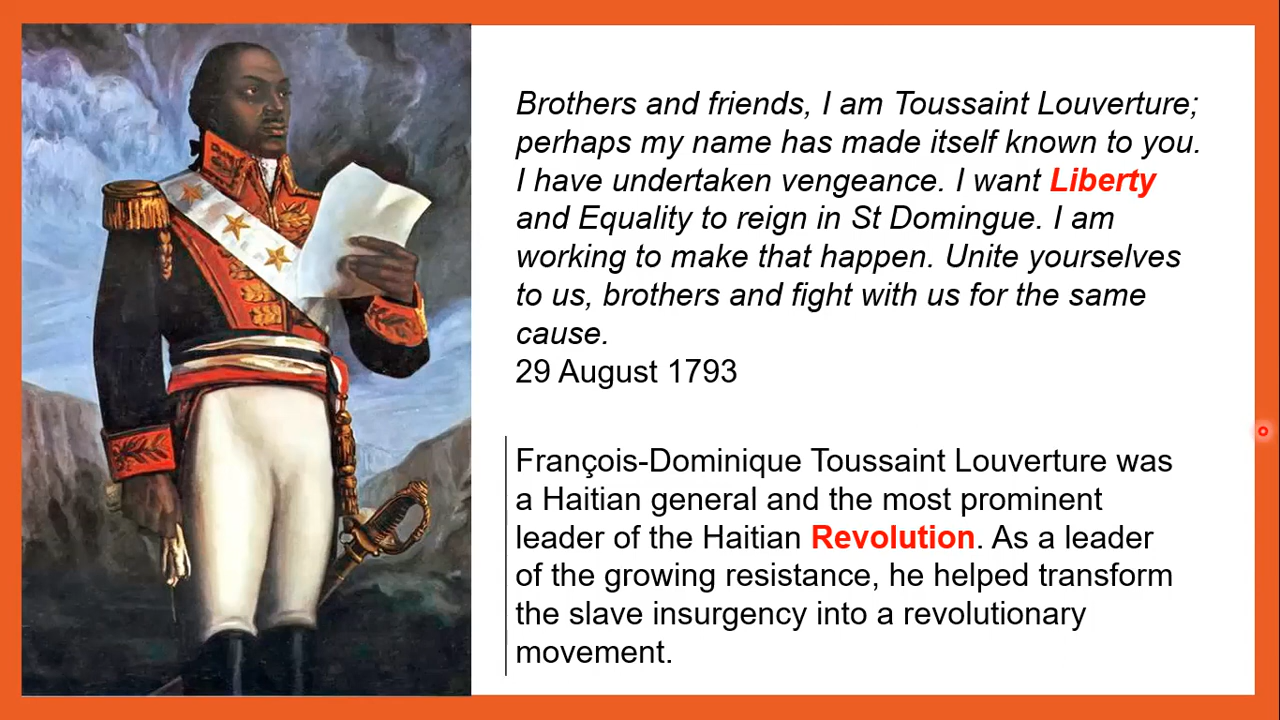 Brothers and friends, I am Toussaint Louverture;
perhaps my name has made itself known to you.
I have undertaken vengeance. I want Liberty
and Equality to reign in St Domingue. I am
working to make that happen. Unite yourselves
to us, brothers and fight with us for the same
cause.
29 August 1793
François-Dominique Toussaint Louverture was
a Haitian general and the most prominent
leader of the Haitian Revolution. As a leader
of the growing resistance, he helped transform
the slave insurgency into a revolutionary
movement.